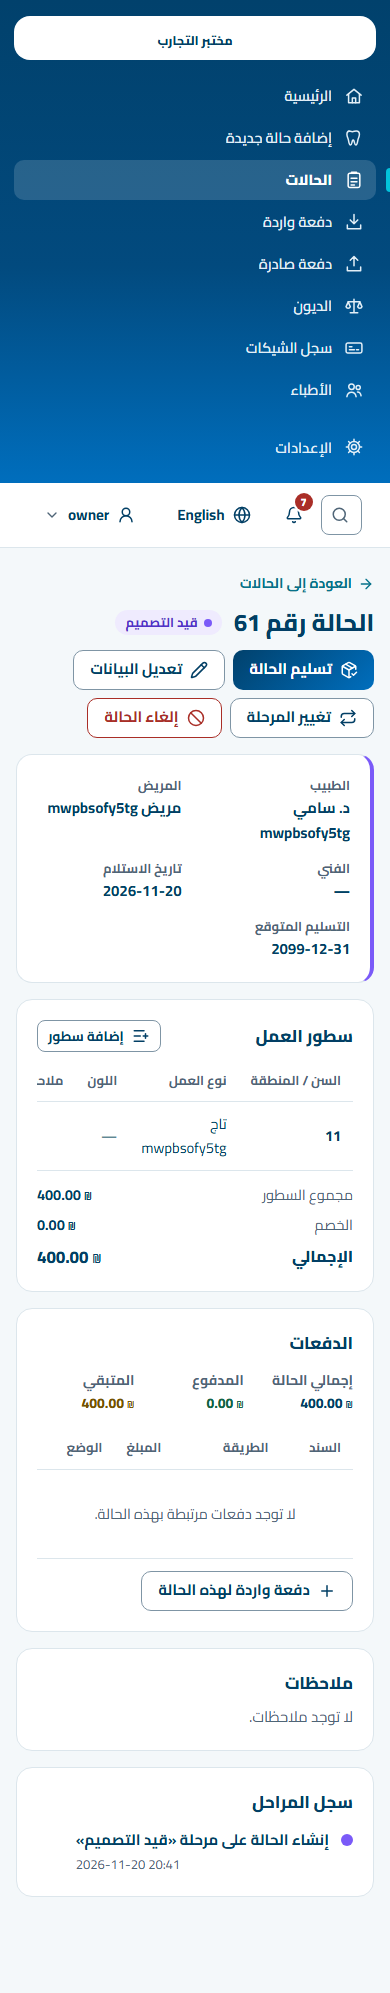 مختبر التجارب
الرئيسية
إضافة حالة جديدة
الحالات
دفعة واردة
دفعة صادرة
الديون
سجل الشيكات
الأطباء
الإعدادات
7
English
owner
العودة إلى الحالات
الحالة رقم 61
قيد التصميم
تسليم الحالة
تعديل البيانات
تغيير المرحلة
إلغاء الحالة
الطبيب
المريض
د. سامي
mwpbsofy5tg
مريض mwpbsofy5tg
الفني
تاريخ الاستلام
—
2026-11-20
التسليم المتوقع
2099-12-31
سطور العمل
إضافة سطور
السن / المنطقة
نوع العمل
اللون
ملاح
11
تاج
mwpbsofy5tg
—
مجموع السطور
400.00 ₪
الخصم
0.00 ₪
الإجمالي
400.00 ₪
الدفعات
إجمالي الحالة
المدفوع
المتبقي
400.00 ₪
0.00 ₪
400.00 ₪
السند
الطريقة
المبلغ
الوضع
لا توجد دفعات مرتبطة بهذه الحالة.
دفعة واردة لهذه الحالة
ملاحظات
لا توجد ملاحظات.
سجل المراحل
إنشاء الحالة على مرحلة «قيد التصميم»
2026-11-20 20:41